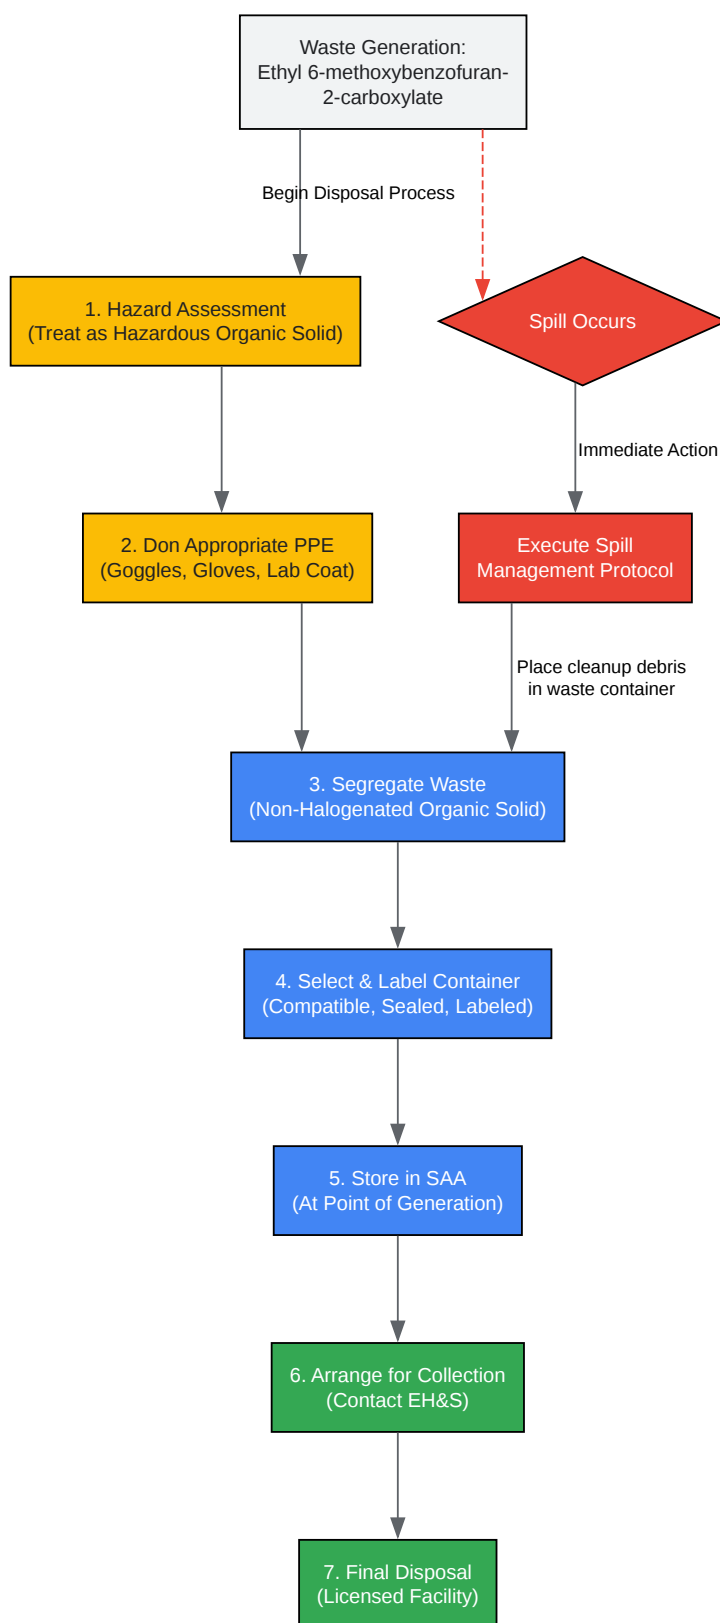 Waste Generation:
Ethyl 6-methoxybenzofuran-
2-carboxylate
Begin Disposal Process
1. Hazard Assessment
(Treat as Hazardous Organic Solid)
Spill Occurs
Immediate Action
2. Don Appropriate PPE
(Goggles, Gloves, Lab Coat)
Execute Spill
Management Protocol
Place cleanup debris
in waste container
3. Segregate Waste
(Non-Halogenated Organic Solid)
4. Select & Label Container
(Compatible, Sealed, Labeled)
5. Store in SAA
(At Point of Generation)
6. Arrange for Collection
(Contact EH&S)
7. Final Disposal
(Licensed Facility)